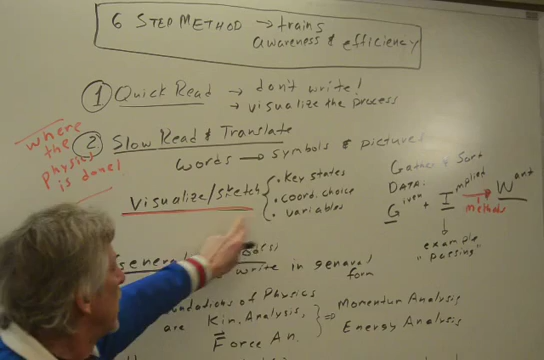 6 STEP METHOD → trains
awareness & efficiency
1 Quick Read → don't write!
→ visualize the process
2 Slow Read & Translate
words → symbols & pictures
where
the
physics
is done!
Visualize/sketch { • key states
• coord. choice
• variables
Gather & Sort
DATA:
Given + Implied → Want
method
example
"passing"
General
write in general
form
of Physics
are Kin. Analysis,
Force An.
} ⇒ Momentum Analysis
Energy Analysis